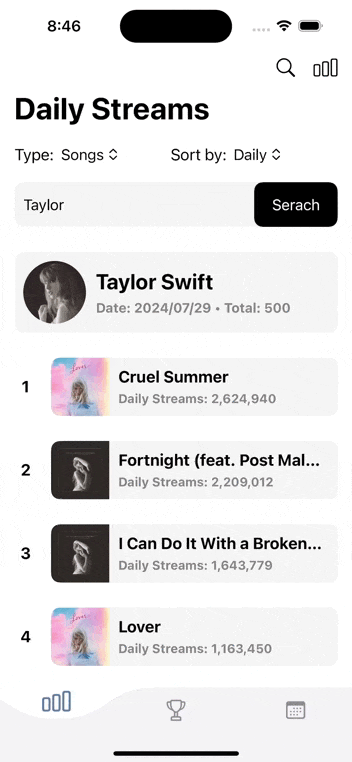 8:46
Daily Streams
Type: Songs Sort by: Daily
Taylor Serach
Taylor Swift
Date: 2024/07/29 • Total: 500
1 Cruel Summer
Daily Streams: 2,624,940
2 Fortnight (feat. Post Mal...
Daily Streams: 2,209,012
3 I Can Do It With a Broken...
Daily Streams: 1,643,779
Lover
4 Lover
Daily Streams: 1,163,450